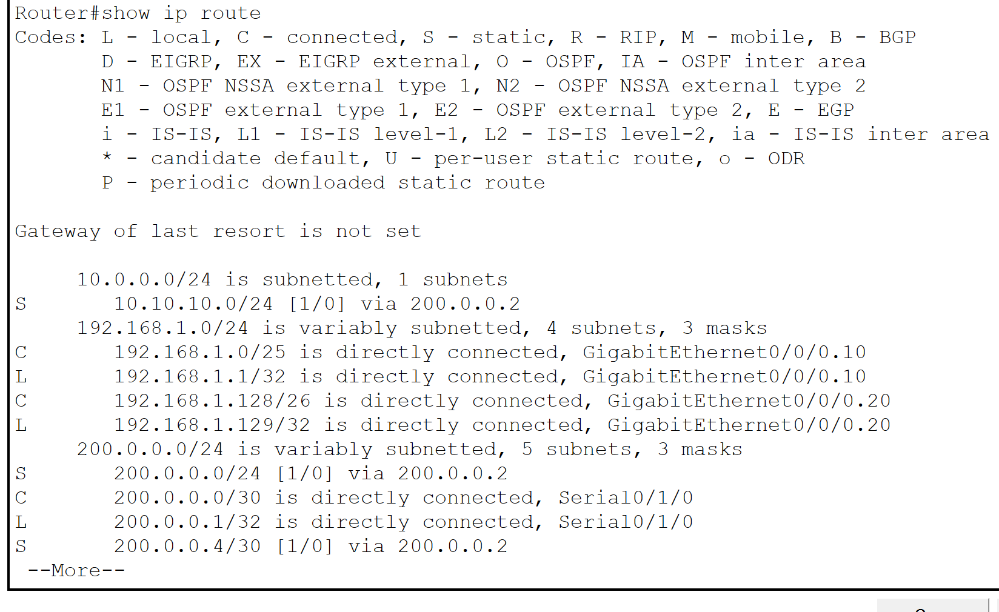 Router#show ip route
Codes: L - local, C - connected, S - static, R - RIP, M - mobile, B - BGP
D - EIGRP, EX - EIGRP external, O - OSPF, IA - OSPF inter area
N1 - OSPF NSSA external type 1, N2 - OSPF NSSA external type 2
E1 - OSPF external type 1, E2 - OSPF external type 2, E - EGP
i - IS-IS, L1 - IS-IS level-1, L2 - IS-IS level-2, ia - IS-IS inter area
* - candidate default, U - per-user static route, o - ODR
P - periodic downloaded static route
Gateway of last resort is not set
10.0.0.0/24 is subnetted, 1 subnets
S 10.10.10.0/24 [1/0] via 200.0.0.2
192.168.1.0/24 is variably subnetted, 4 subnets, 3 masks
C 192.168.1.0/25 is directly connected, GigabitEthernet0/0/0.10
L 192.168.1.1/32 is directly connected, GigabitEthernet0/0/0.10
C 192.168.1.128/26 is directly connected, GigabitEthernet0/0/0.20
L 192.168.1.129/32 is directly connected, GigabitEthernet0/0/0.20
200.0.0.0/24 is variably subnetted, 5 subnets, 3 masks
S 200.0.0.0/24 [1/0] via 200.0.0.2
C 200.0.0.0/30 is directly connected, Serial0/1/0
L 200.0.0.1/32 is directly connected, Serial0/1/0
S 200.0.0.4/30 [1/0] via 200.0.0.2
--More--